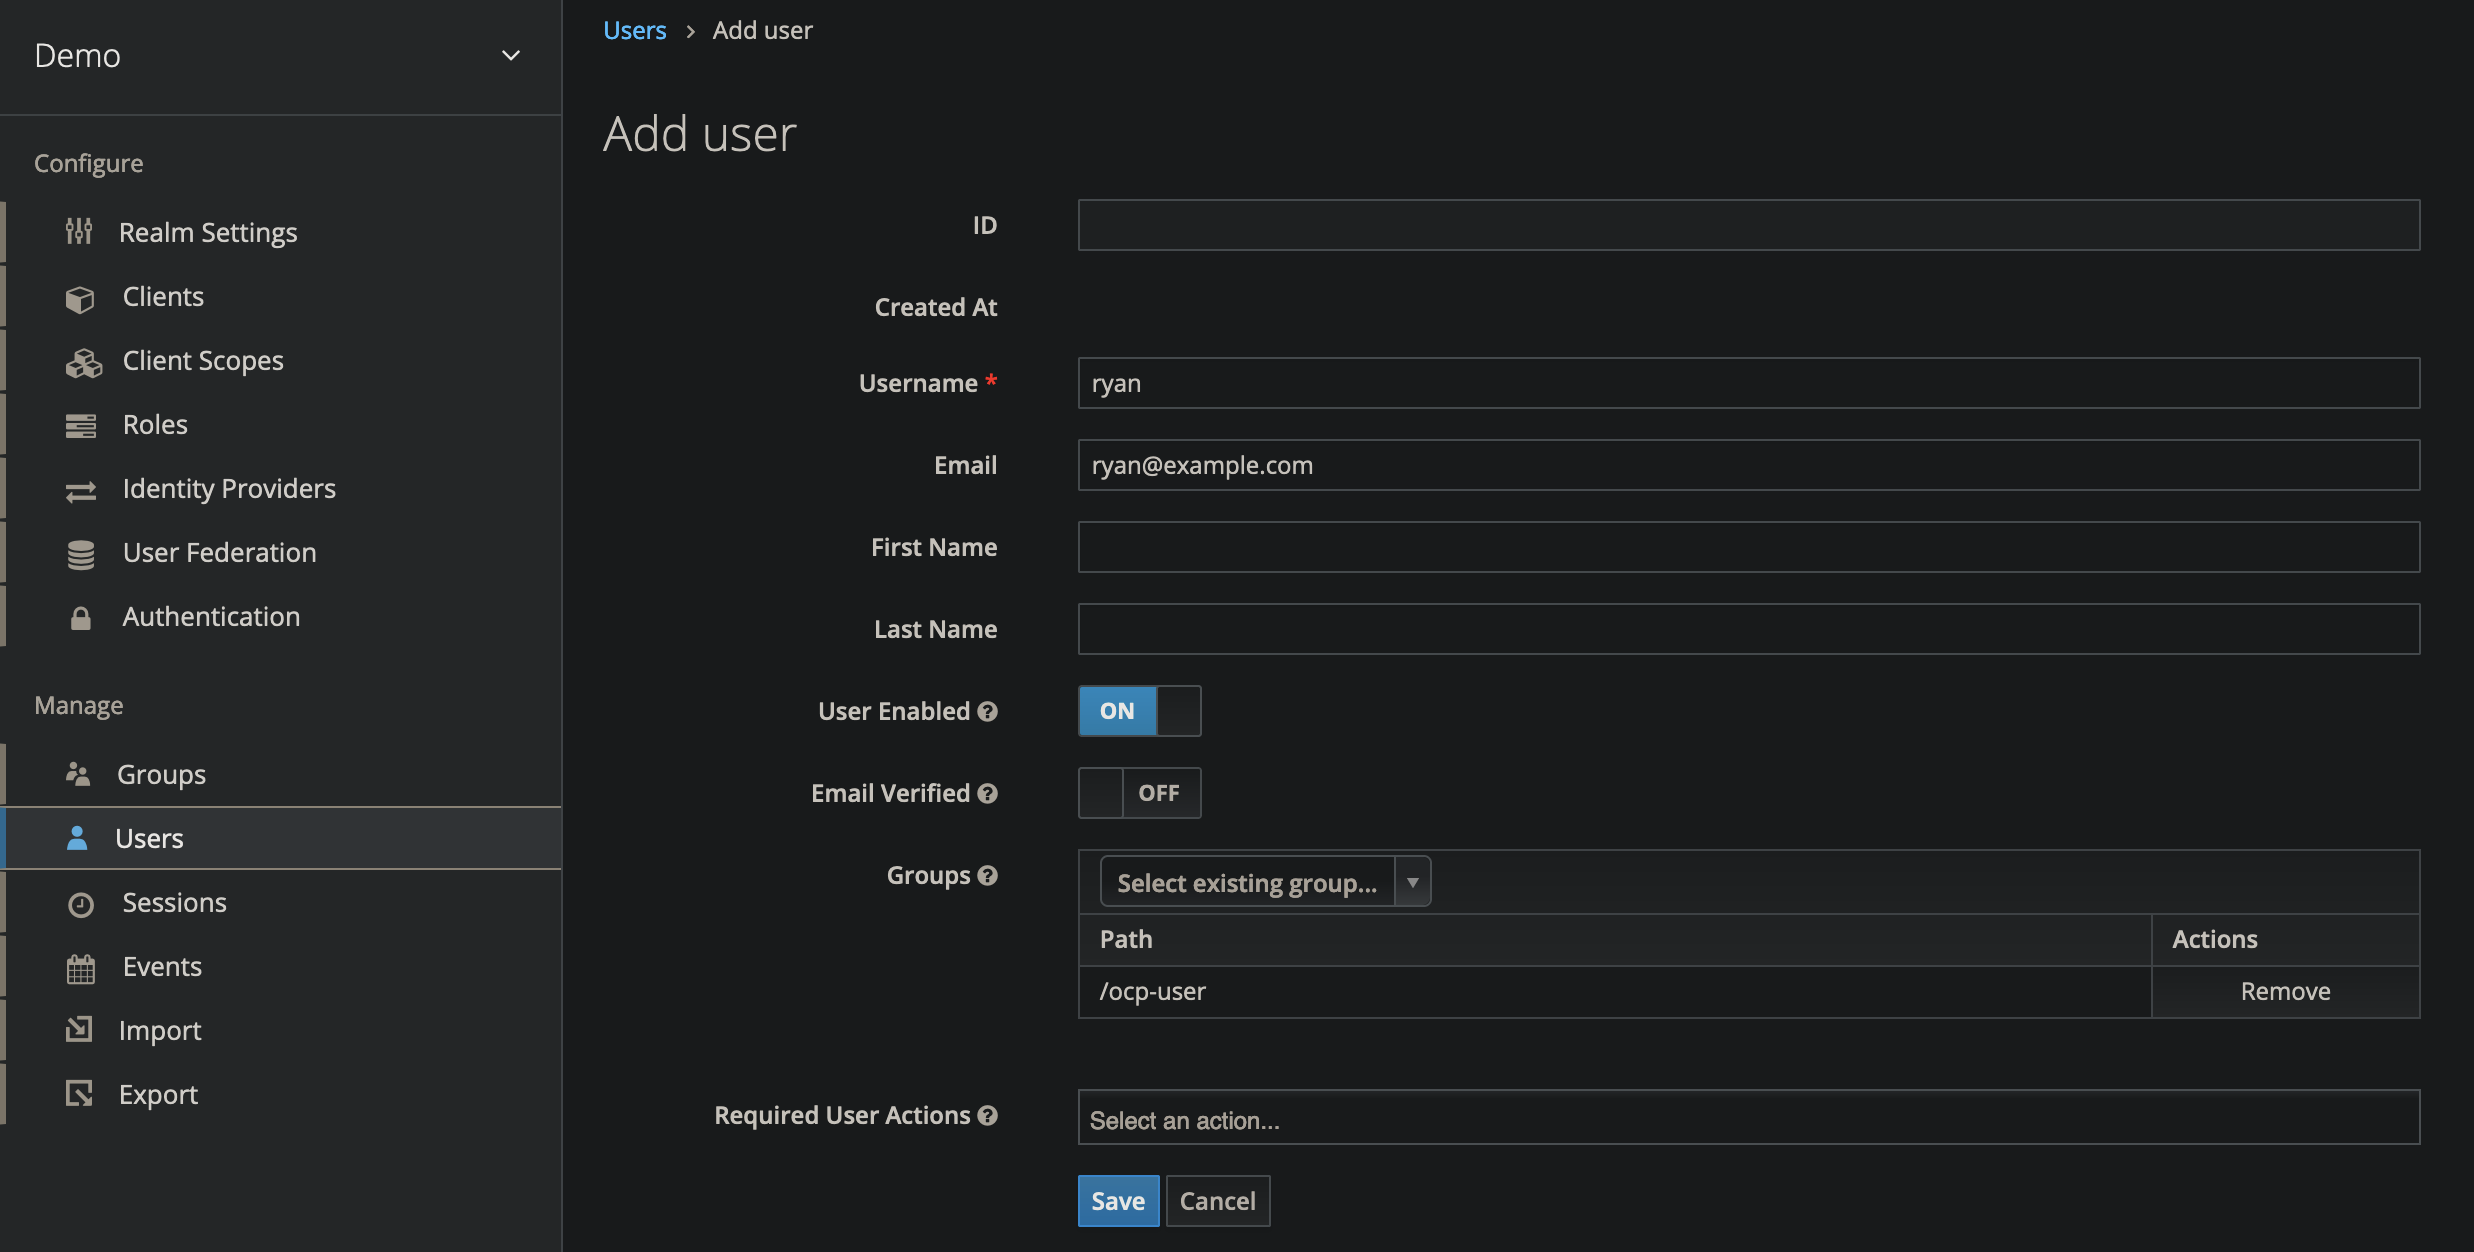 Demo
Configure
Realm Settings
Clients
Client Scopes
Roles
Identity Providers
User Federation
Authentication
Manage
Groups
Users
Sessions
Events
Import
Export
Users > Add user
Add user
ID
Created At
Username * ryan
Email ryan@example.com
First Name
Last Name
User Enabled ON
Email Verified OFF
Groups Select existing group...
Path Actions
/ocp-user Remove
Required User Actions Select an action...
Save Cancel